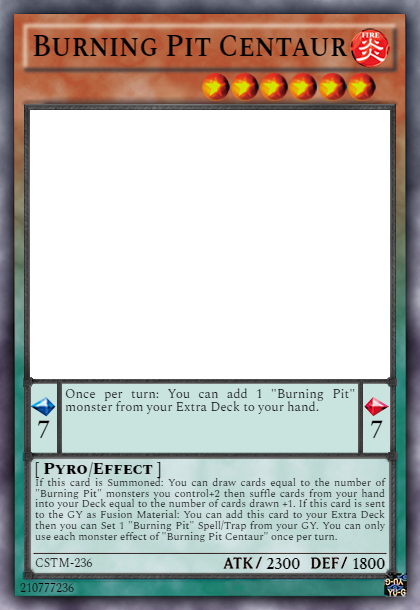 BURNING PIT CENTAUR
FIRE
炎
Once per turn: You can add 1 "Burning Pit"
monster from your Extra Deck to your hand.
7
7
[ PYRO/EFFECT ]
If this card is Summoned: You can draw cards equal to the number of
"Burning Pit" monsters you control+2 then suffle cards from your hand
into your Deck equal to the number of cards drawn +1. If this card is sent
to the GY as Fusion Material: You can add this card to your Extra Deck
then you can Set 1 "Burning Pit" Spell/Trap from your GY. You can only
use each monster effect of "Burning Pit Centaur" once per turn.
CSTM-236
ATK/ 2300 DEF/ 1800
210777236
YU-G